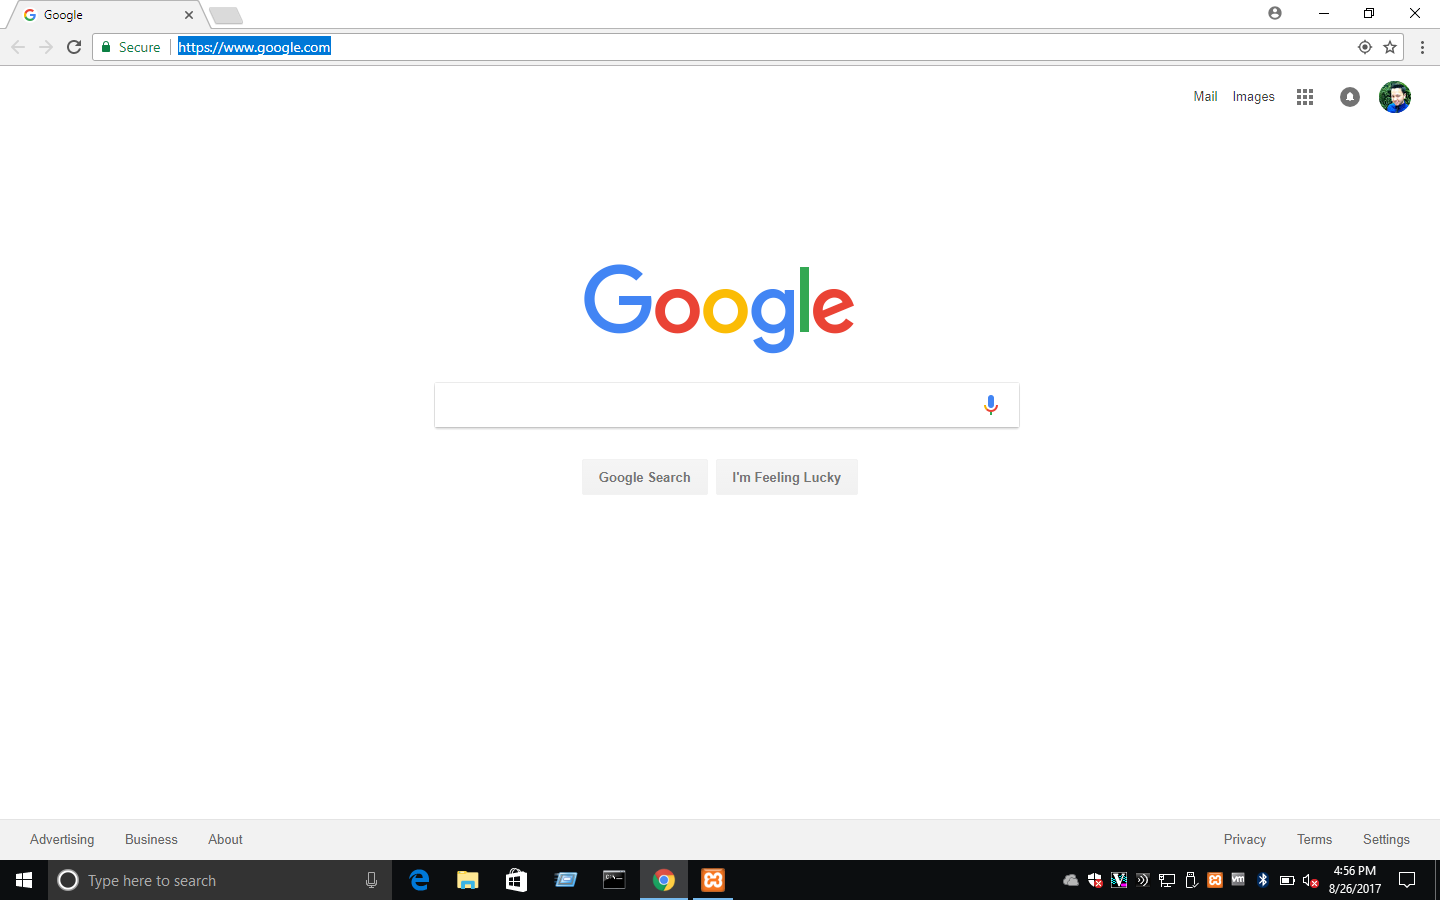 Google
Secure
https://www.google.com
Mail Images
Google
Google Search I'm Feeling Lucky
Advertising Business About
Privacy Terms Settings
Type here to search
4:56 PM
8/26/2017